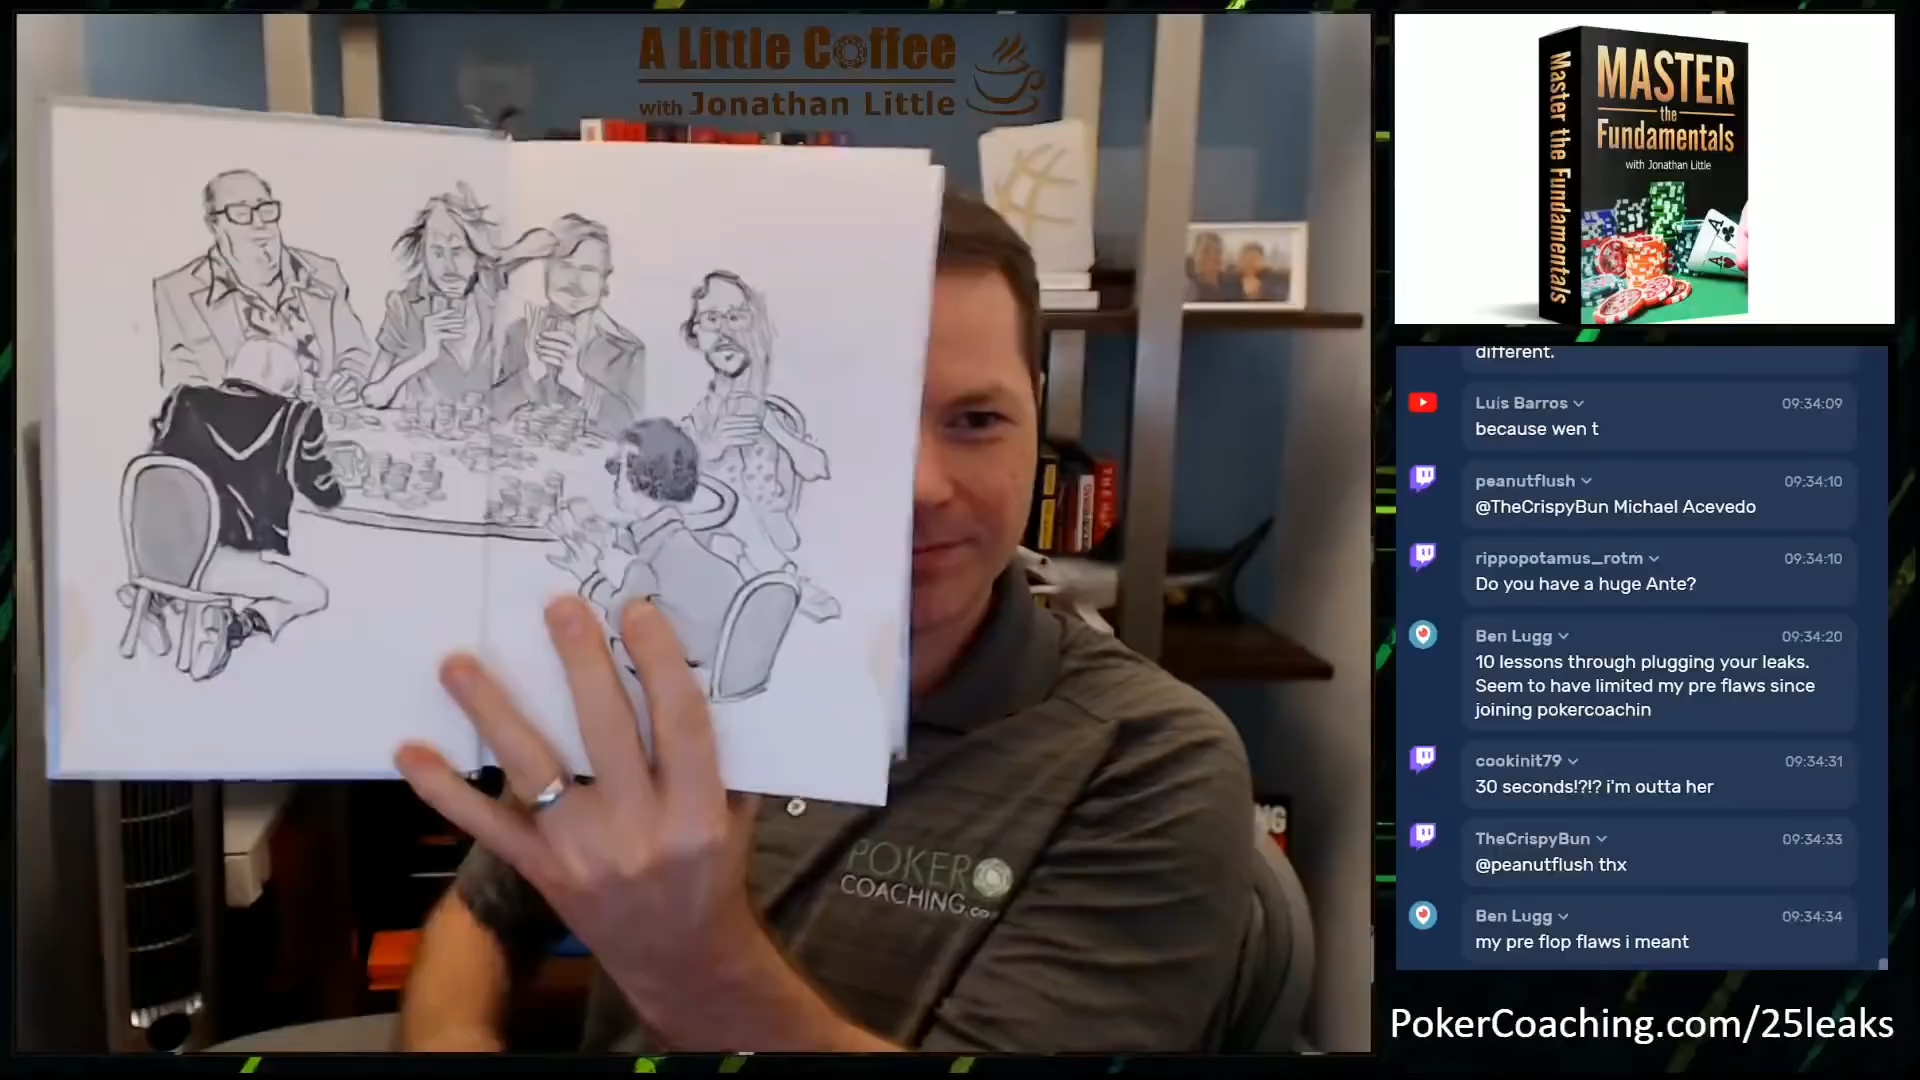 A Little Coffee
with Jonathan Little
MASTER
the
Fundamentals
with Jonathan Little
Master the Fundamentals
different.
Luís Barros
09:34:09
because wen t
peanutflush
09:34:10
@TheCrispyBun Michael Acevedo
rippopotamus_rotm
09:34:10
Do you have a huge Ante?
Ben Lugg
09:34:20
10 lessons through plugging your leaks.
Seem to have limited my pre flaws since
joining pokercoachin
cookinit79
09:34:31
30 seconds!?!? i'm outta her
TheCrispyBun
09:34:33
@peanutflush thx
Ben Lugg
09:34:34
my pre flop flaws i meant
PokerCoaching.com/25leaks
POKER
COACHING.co